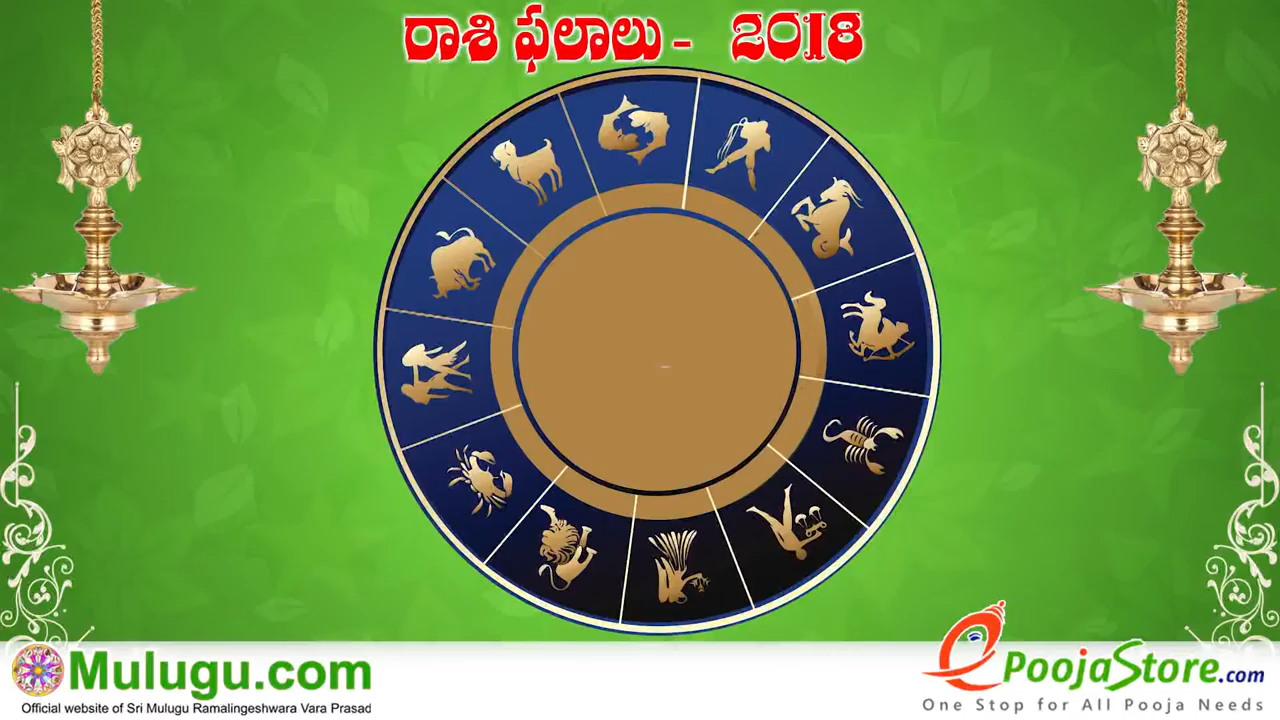 రాశి ఫలాలు - 2018
Mulugu.com
Official website of Sri Mulugu Ramalingeshwara Vara Prasad
ePoojaStore.com
One Stop for All Pooja Needs